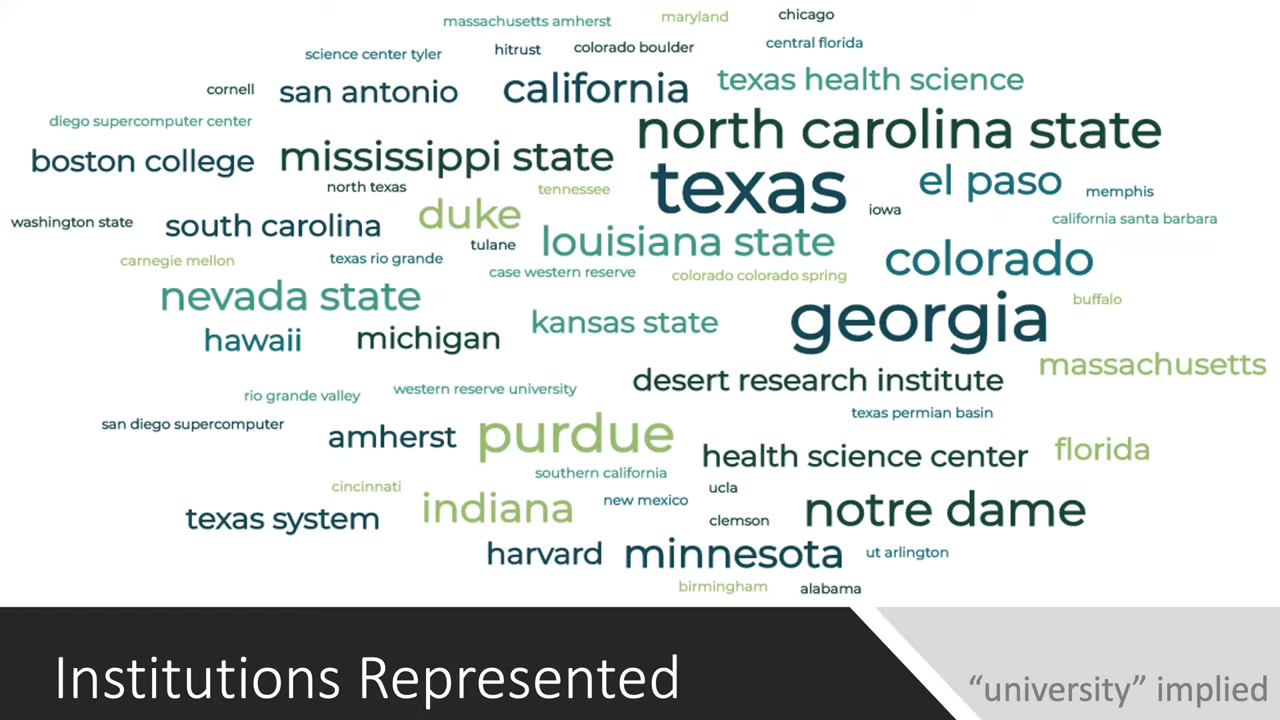 massachusetts amherst
maryland
chicago
science center tyler
hitrust
colorado boulder
central florida
cornell
san antonio
california
texas health science
diego supercomputer center
north carolina state
boston college
mississippi state
texas
el paso
north texas
tennessee
memphis
washington state
south carolina
duke
iowa
california santa barbara
tulane
louisiana state
carnegie mellon
texas rio grande
case western reserve
colorado colorado spring
colorado
nevada state
georgia
buffalo
hawaii
michigan
kansas state
massachusetts
rio grande valley
western reserve university
desert research institute
san diego supercomputer
amherst
purdue
texas permian basin
health science center
florida
southern california
cincinnati
indiana
new mexico
ucla
texas system
clemson
notre dame
harvard
minnesota
ut arlington
birmingham
alabama
Institutions Represented
“university” implied